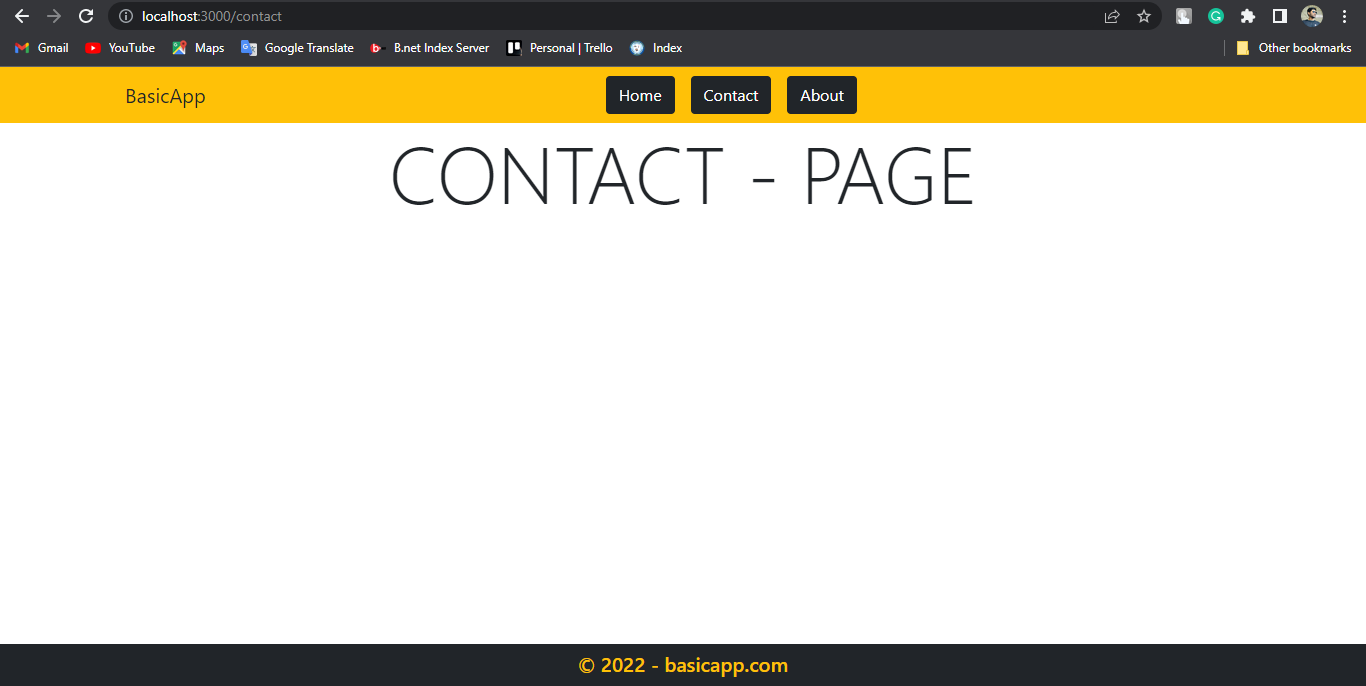 localhost:3000/contact
Gmail YouTube Maps Google Translate B.net Index Server Personal | Trello Index Other bookmarks
BasicApp Home Contact About
CONTACT - PAGE
© 2022 - basicapp.com